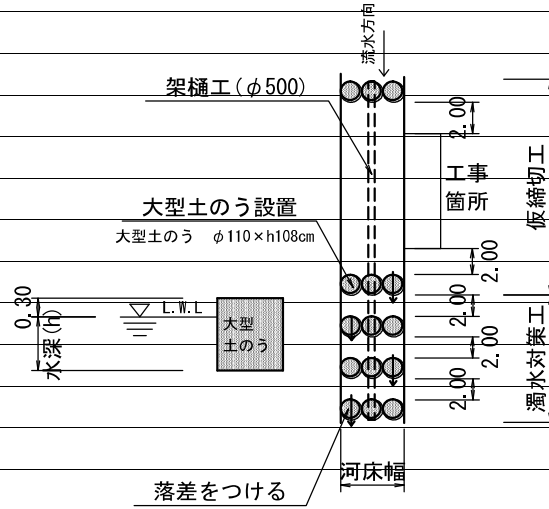 流水方向
架樋工(φ500)
2.00
工事
箇所
仮締切工
大型土のう設置
大型土のう φ110×h108cm
2.00
0.30
水深(h)
L.W.L
大型
土のう
2.00
2.00
2.00
濁水対策工
河床幅
落差をつける